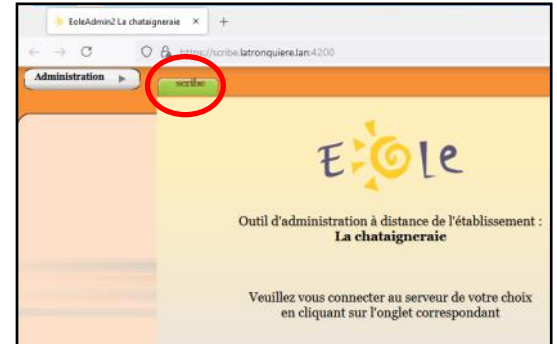 EoleAdmin2 La chataigneraie
https://scribe.latronquiere.lan:4200
Administration
scribe
EOle
Outil d'administration à distance de l'établissement :
La chataigneraie
Veuillez vous connecter au serveur de votre choix
en cliquant sur l'onglet correspondant